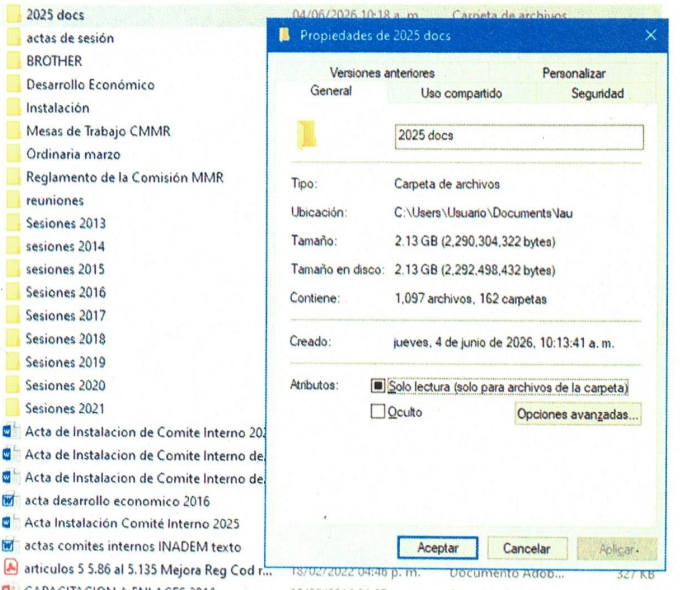 2025 docs 04/06/2026 10:18 a. m. Carpeta de archivos
Propiedades de 2025 docs
Versiones anteriores Personalizar
General Uso compartido Seguridad
2025 docs
Tipo: Carpeta de archivos
Ubicación: C:\Users\Usuario\Documents\lau
Tamaño: 2.13 GB (2,290,304,322 bytes)
Tamaño en disco: 2.13 GB (2,292,498,432 bytes)
Contiene: 1,097 archivos, 162 carpetas
Creado: jueves, 4 de junio de 2026, 10:13:41 a. m.
Atributos: Solo lectura (solo para archivos de la carpeta)
Oculto Opciones avanzadas...
Aceptar Cancelar Aplicar
actas de sesión
BROTHER
Desarrollo Económico
Instalación
Mesas de Trabajo CMMR
Ordinaria marzo
Reglamento de la Comisión MMR
reuniones
Sesiones 2013
sesiones 2014
sesiones 2015
Sesiones 2016
Sesiones 2017
Sesiones 2018
Sesiones 2019
Sesiones 2020
Sesiones 2021
Acta de Instalacion de Comite Interno 202
Acta de Instalacion de Comite Interno de
Acta de Instalacion de Comite Interno de
acta desarrollo economico 2016
Acta Instalación Comité Interno 2025
actas comites internos INADEM texto
articulos 5 5.86 al 5.135 Mejora Reg Cod r... 18/02/2022 04:46 p. m. Documento Adob... 327 KB